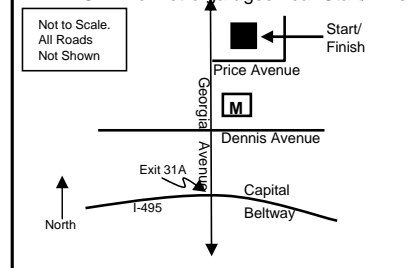 Not to Scale.
All Roads
Not Shown
Start/
Finish
Price Avenue
Georgia Avenue
M
Dennis Avenue
Exit 31A
Capital
Beltway
I-495
North